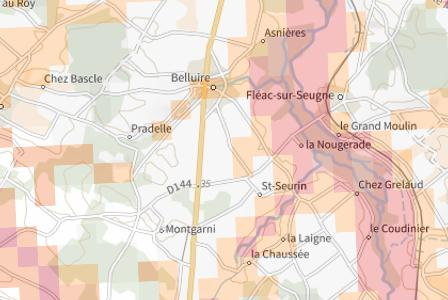 au Roy
Asnières
Chez Bascle
Belluire
Fléac-sur-Seugne
Pradelle
le Grand Moulin
la Nougerade
D144
35
St-Seurin
Chez Grelaud
Montgarni
la Laigne
le Coudinier
la Chaussée